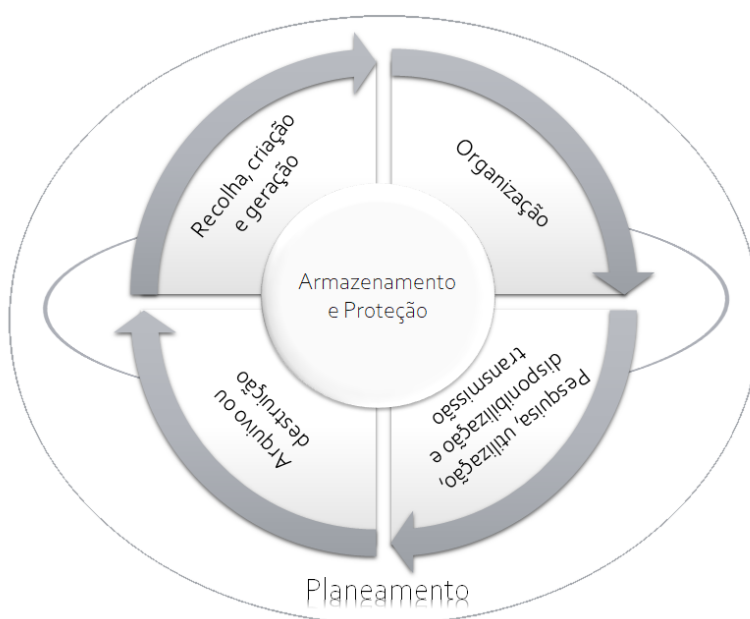 Recolha, criação
e geração
Organização
Armazenamento
e Proteção
Pesquisa, utilização,
disponibilização e
transmissão
Arquivo ou
destruição
Planeamento